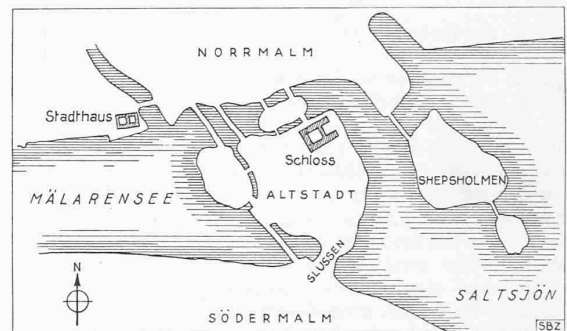 NORRMALM
Stadthaus
Schloss
SHEPSHOLMEN
MÄLARENSEE
ALTSTADT
SLUSSEN
N
SALTSJÖN
SÖDERMALM
SBZ